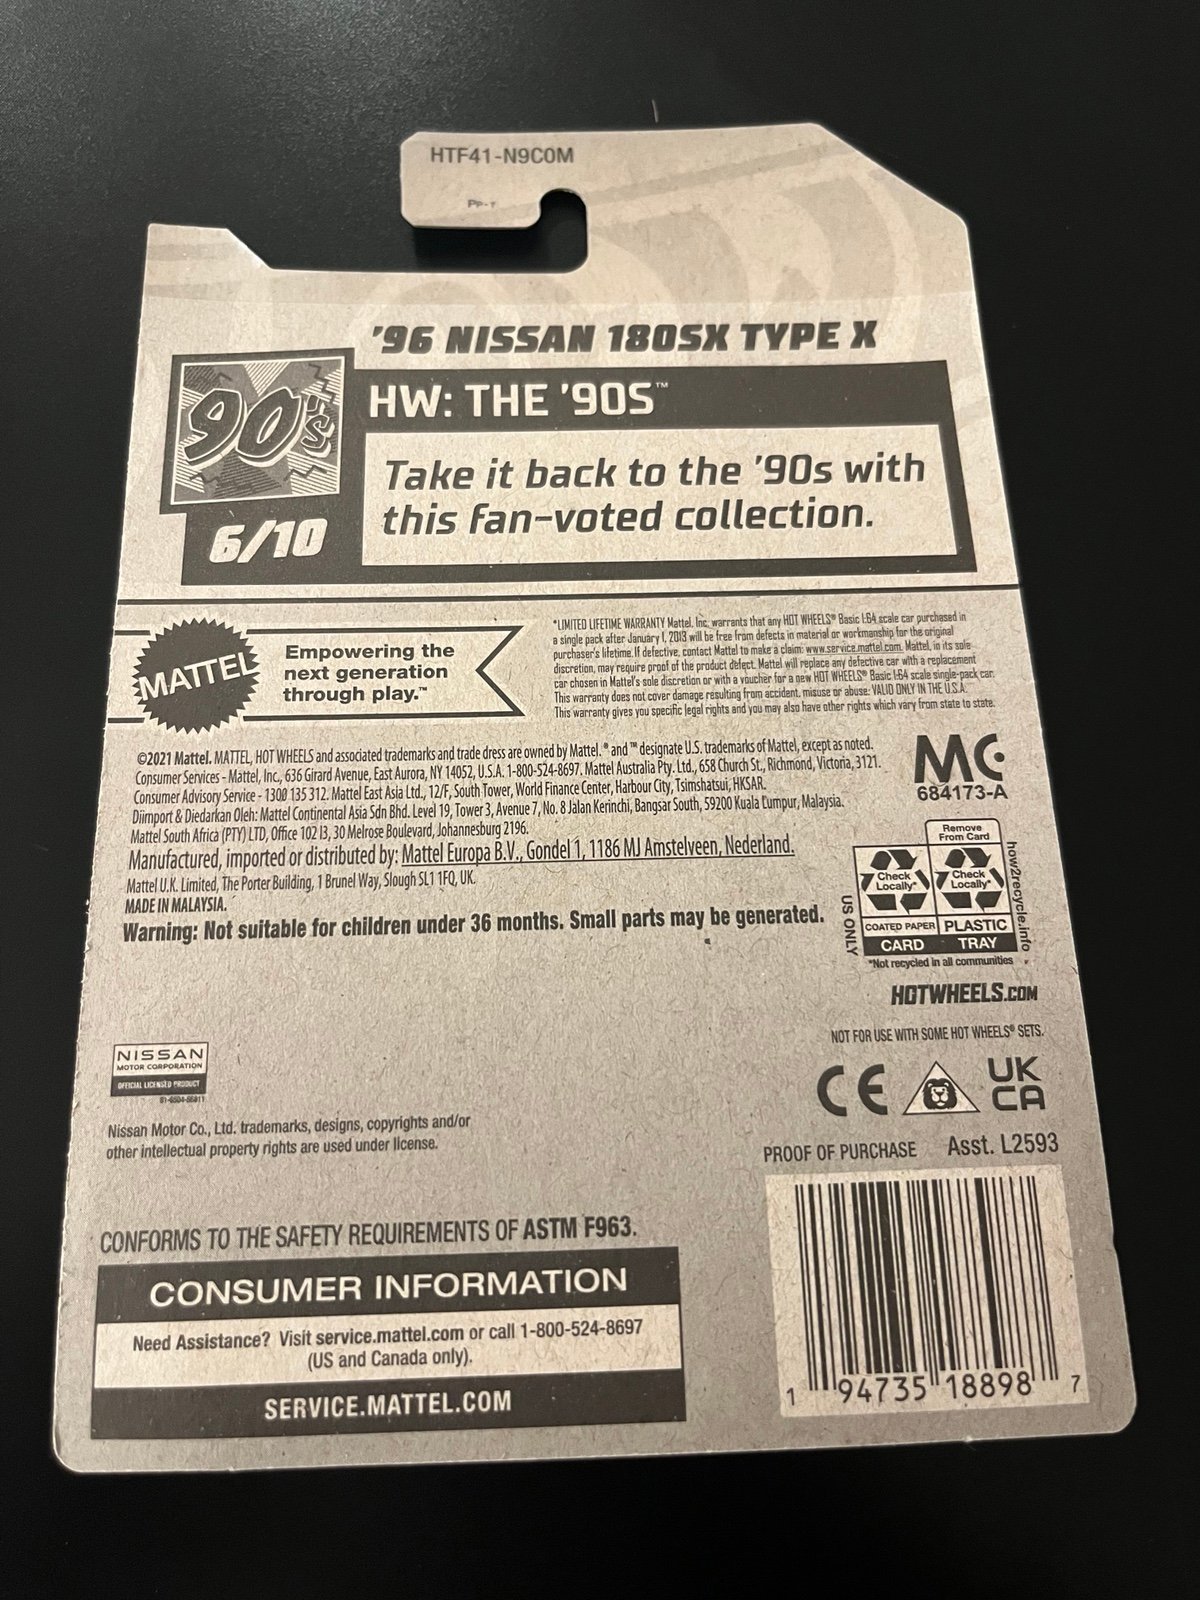 HTF41-N9C0M
'96 NISSAN 180SX TYPE X
90's
HW: THE '90S™
6/10
Take it back to the '90s with
this fan-voted collection.
MATTEL
Empowering the
next generation
through play.™
*LIMITED LIFETIME WARRANTY Mattel, Inc. warrants that any HOT WHEELS® Basic 1:64 scale car purchased in
a single pack after January 1, 2013 will be free from defects in material or workmanship for the original
purchaser's lifetime. If defective, contact Mattel to make a claim: www.service.mattel.com. Mattel, in its sole
discretion, may require proof of the product defect. Mattel will replace any defective car with a replacement
car chosen in Mattel's sole discretion or with a voucher for a new HOT WHEELS® Basic 1:64 scale single-pack car.
This warranty does not cover damage resulting from accident, misuse or abuse. VALID ONLY IN THE U.S.A.
This warranty gives you specific legal rights and you may also have other rights which vary from state to state.
©2021 Mattel. MATTEL, HOT WHEELS and associated trademarks and trade dress are owned by Mattel. ® and ™ designate U.S. trademarks of Mattel, except as noted.
Consumer Services - Mattel, Inc., 636 Girard Avenue, East Aurora, NY 14052, U.S.A. 1-800-524-8697. Mattel Australia Pty. Ltd., 658 Church St., Richmond, Victoria, 3121.
Consumer Advisory Service - 1300 135 312. Mattel East Asia Ltd., 12/F, South Tower, World Finance Center, Harbour City, Tsimshatsui, HKSAR.
Diimport & Diedarkan Oleh: Mattel Continental Asia Sdn Bhd. Level 19, Tower 3, Avenue 7, No. 8 Jalan Kerinchi, Bangsar South, 59200 Kuala Lumpur, Malaysia.
Mattel South Africa (PTY) LTD, Office 102 I3, 30 Melrose Boulevard, Johannesburg 2196.
Manufactured, imported or distributed by: Mattel Europa B.V., Gondel 1, 1186 MJ Amstelveen, Nederland.
Mattel U.K. Limited, The Porter Building, 1 Brunel Way, Slough SL1 1FQ, UK.
MADE IN MALAYSIA.
Warning: Not suitable for children under 36 months. Small parts may be generated.
MC
684173-A
Remove
From Card
Check
Locally*
Check
Locally*
COATED PAPER
PLASTIC
CARD
TRAY
US ONLY
how2recycle.info
*Not recycled in all communities
HOTWHEELS.COM
NOT FOR USE WITH SOME HOT WHEELS® SETS.
CE
UK
CA
NISSAN
MOTOR CORPORATION
OFFICIAL LICENSED PRODUCT
Nissan Motor Co., Ltd. trademarks, designs, copyrights and/or
other intellectual property rights are used under license.
PROOF OF PURCHASE
Asst. L2593
CONFORMS TO THE SAFETY REQUIREMENTS OF ASTM F963.
CONSUMER INFORMATION
Need Assistance? Visit service.mattel.com or call 1-800-524-8697
(US and Canada only).
SERVICE.MATTEL.COM
1 94735 18898 7